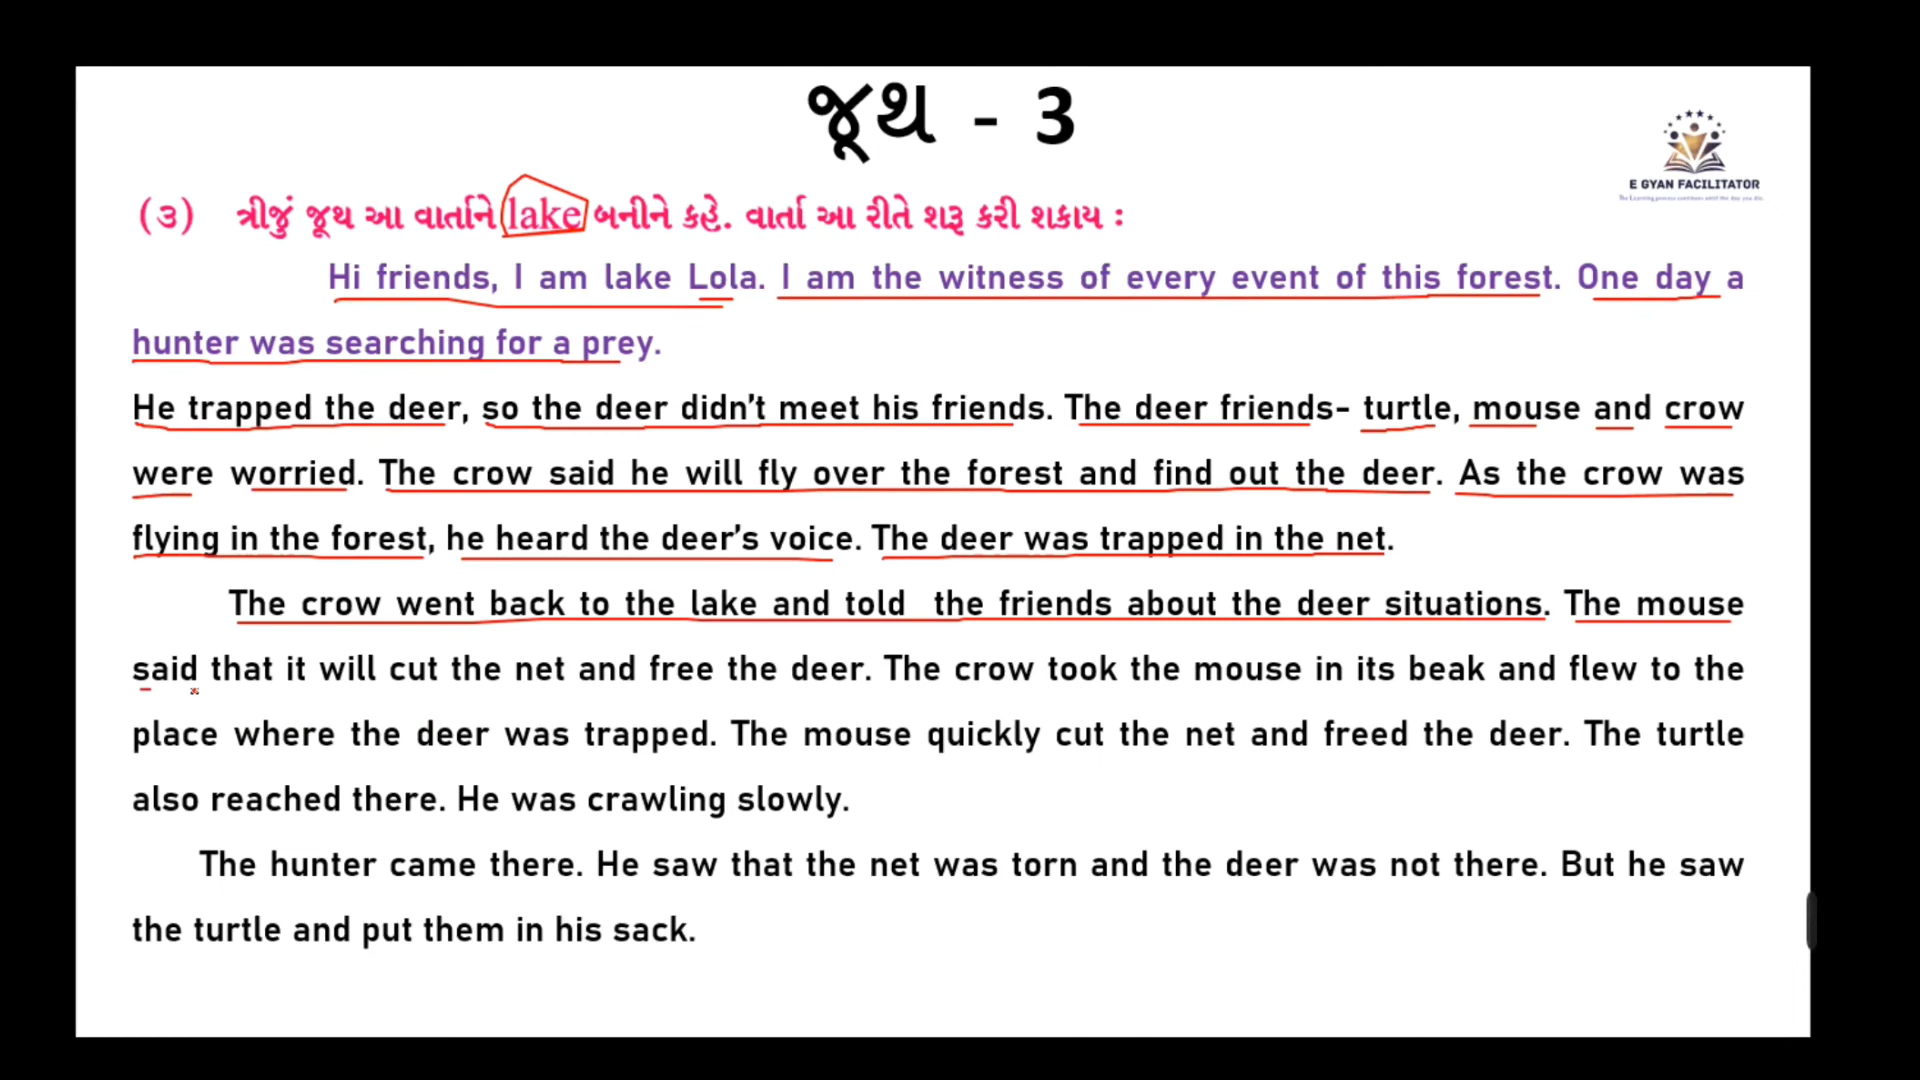 જૂથ - 3
E GYAN FACILITATOR
(૩) ત્રીજું જૂથ આ વાર્તાને lake બનીને કહે. વાર્તા આ રીતે શરૂ કરી શકાય :
Hi friends, I am lake Lola. I am the witness of every event of this forest. One day a
hunter was searching for a prey.
He trapped the deer, so the deer didn't meet his friends. The deer friends- turtle, mouse and crow
were worried. The crow said he will fly over the forest and find out the deer. As the crow was
flying in the forest, he heard the deer's voice. The deer was trapped in the net.
The crow went back to the lake and told the friends about the deer situations. The mouse
said that it will cut the net and free the deer. The crow took the mouse in its beak and flew to the
place where the deer was trapped. The mouse quickly cut the net and freed the deer. The turtle
also reached there. He was crawling slowly.
The hunter came there. He saw that the net was torn and the deer was not there. But he saw
the turtle and put them in his sack.